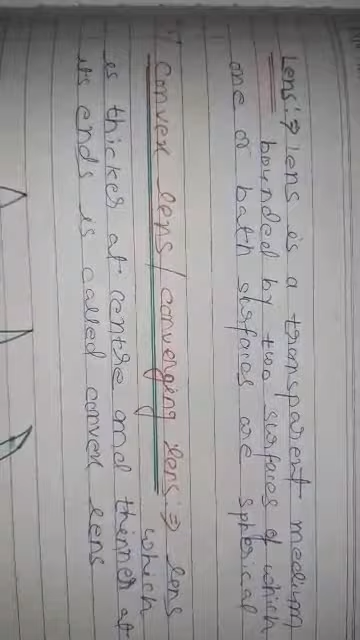 Lens:⇒ Lens is a transparent medium
bounded by two surfaces of which
one or both surfaces are spherical
Convex lens/converging lens:⇒ lens
which
is thicker at centre and thinner at
its ends is called convex lens